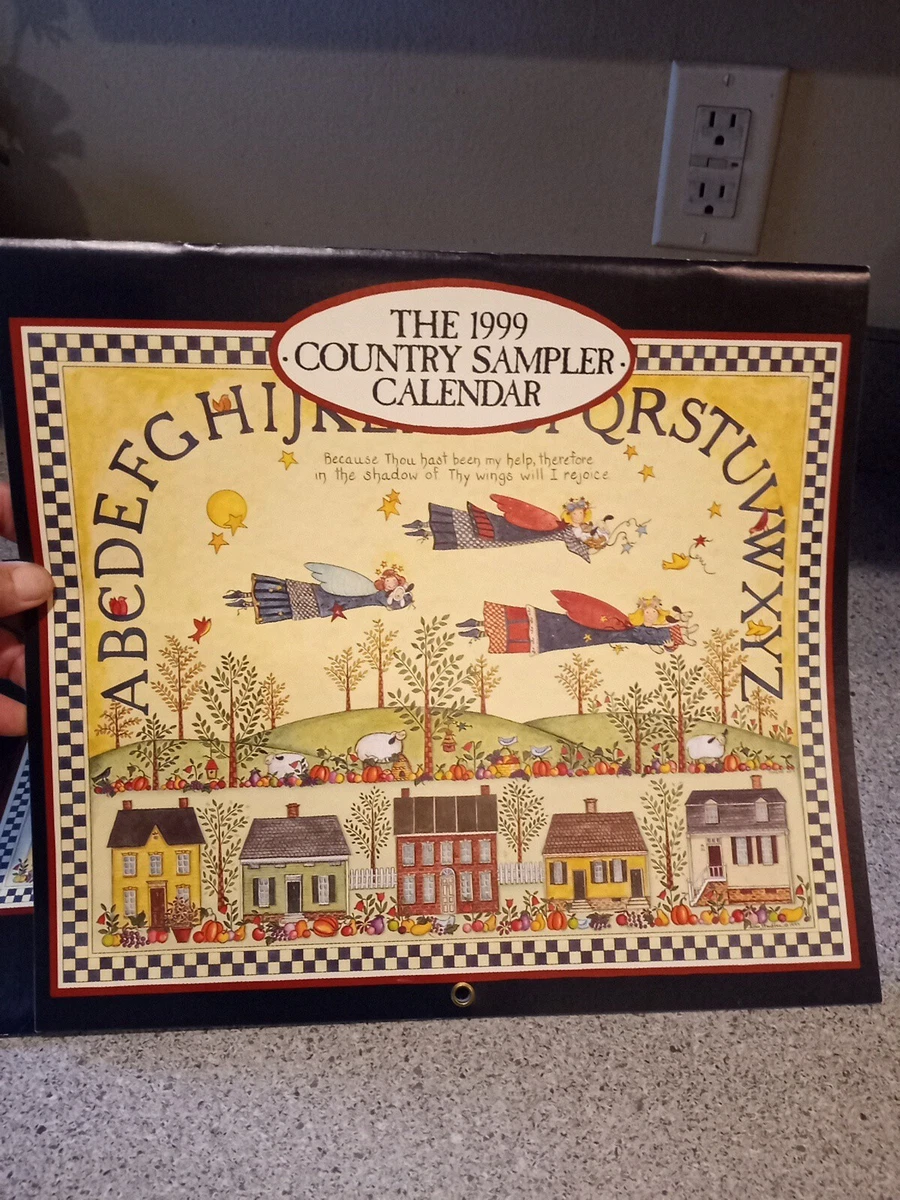 THE 1999
·COUNTRY SAMPLER·
CALENDAR
ABCDEFGHIJK QRSTUVWXYZ
Because Thou hast been my help, therefore
in the shadow of Thy wings will I rejoice